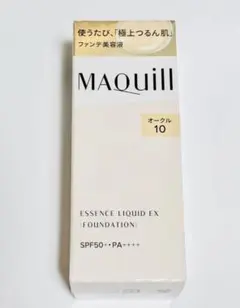 使うたび、「極上つるん肌」
ファンデ美容液
MAQuill
オークル
10
ESSENCE LIQUID EX
(FOUNDATION)
SPF50・・PA++++